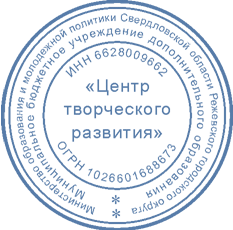 Министерство образования и молодежной политики Свердловской области Режевского городского округа
Муниципальное бюджетное учреждение дополнительного образования
ИНН 6628009662
«Центр
творческого
развития»
ОГРН 1026601688673